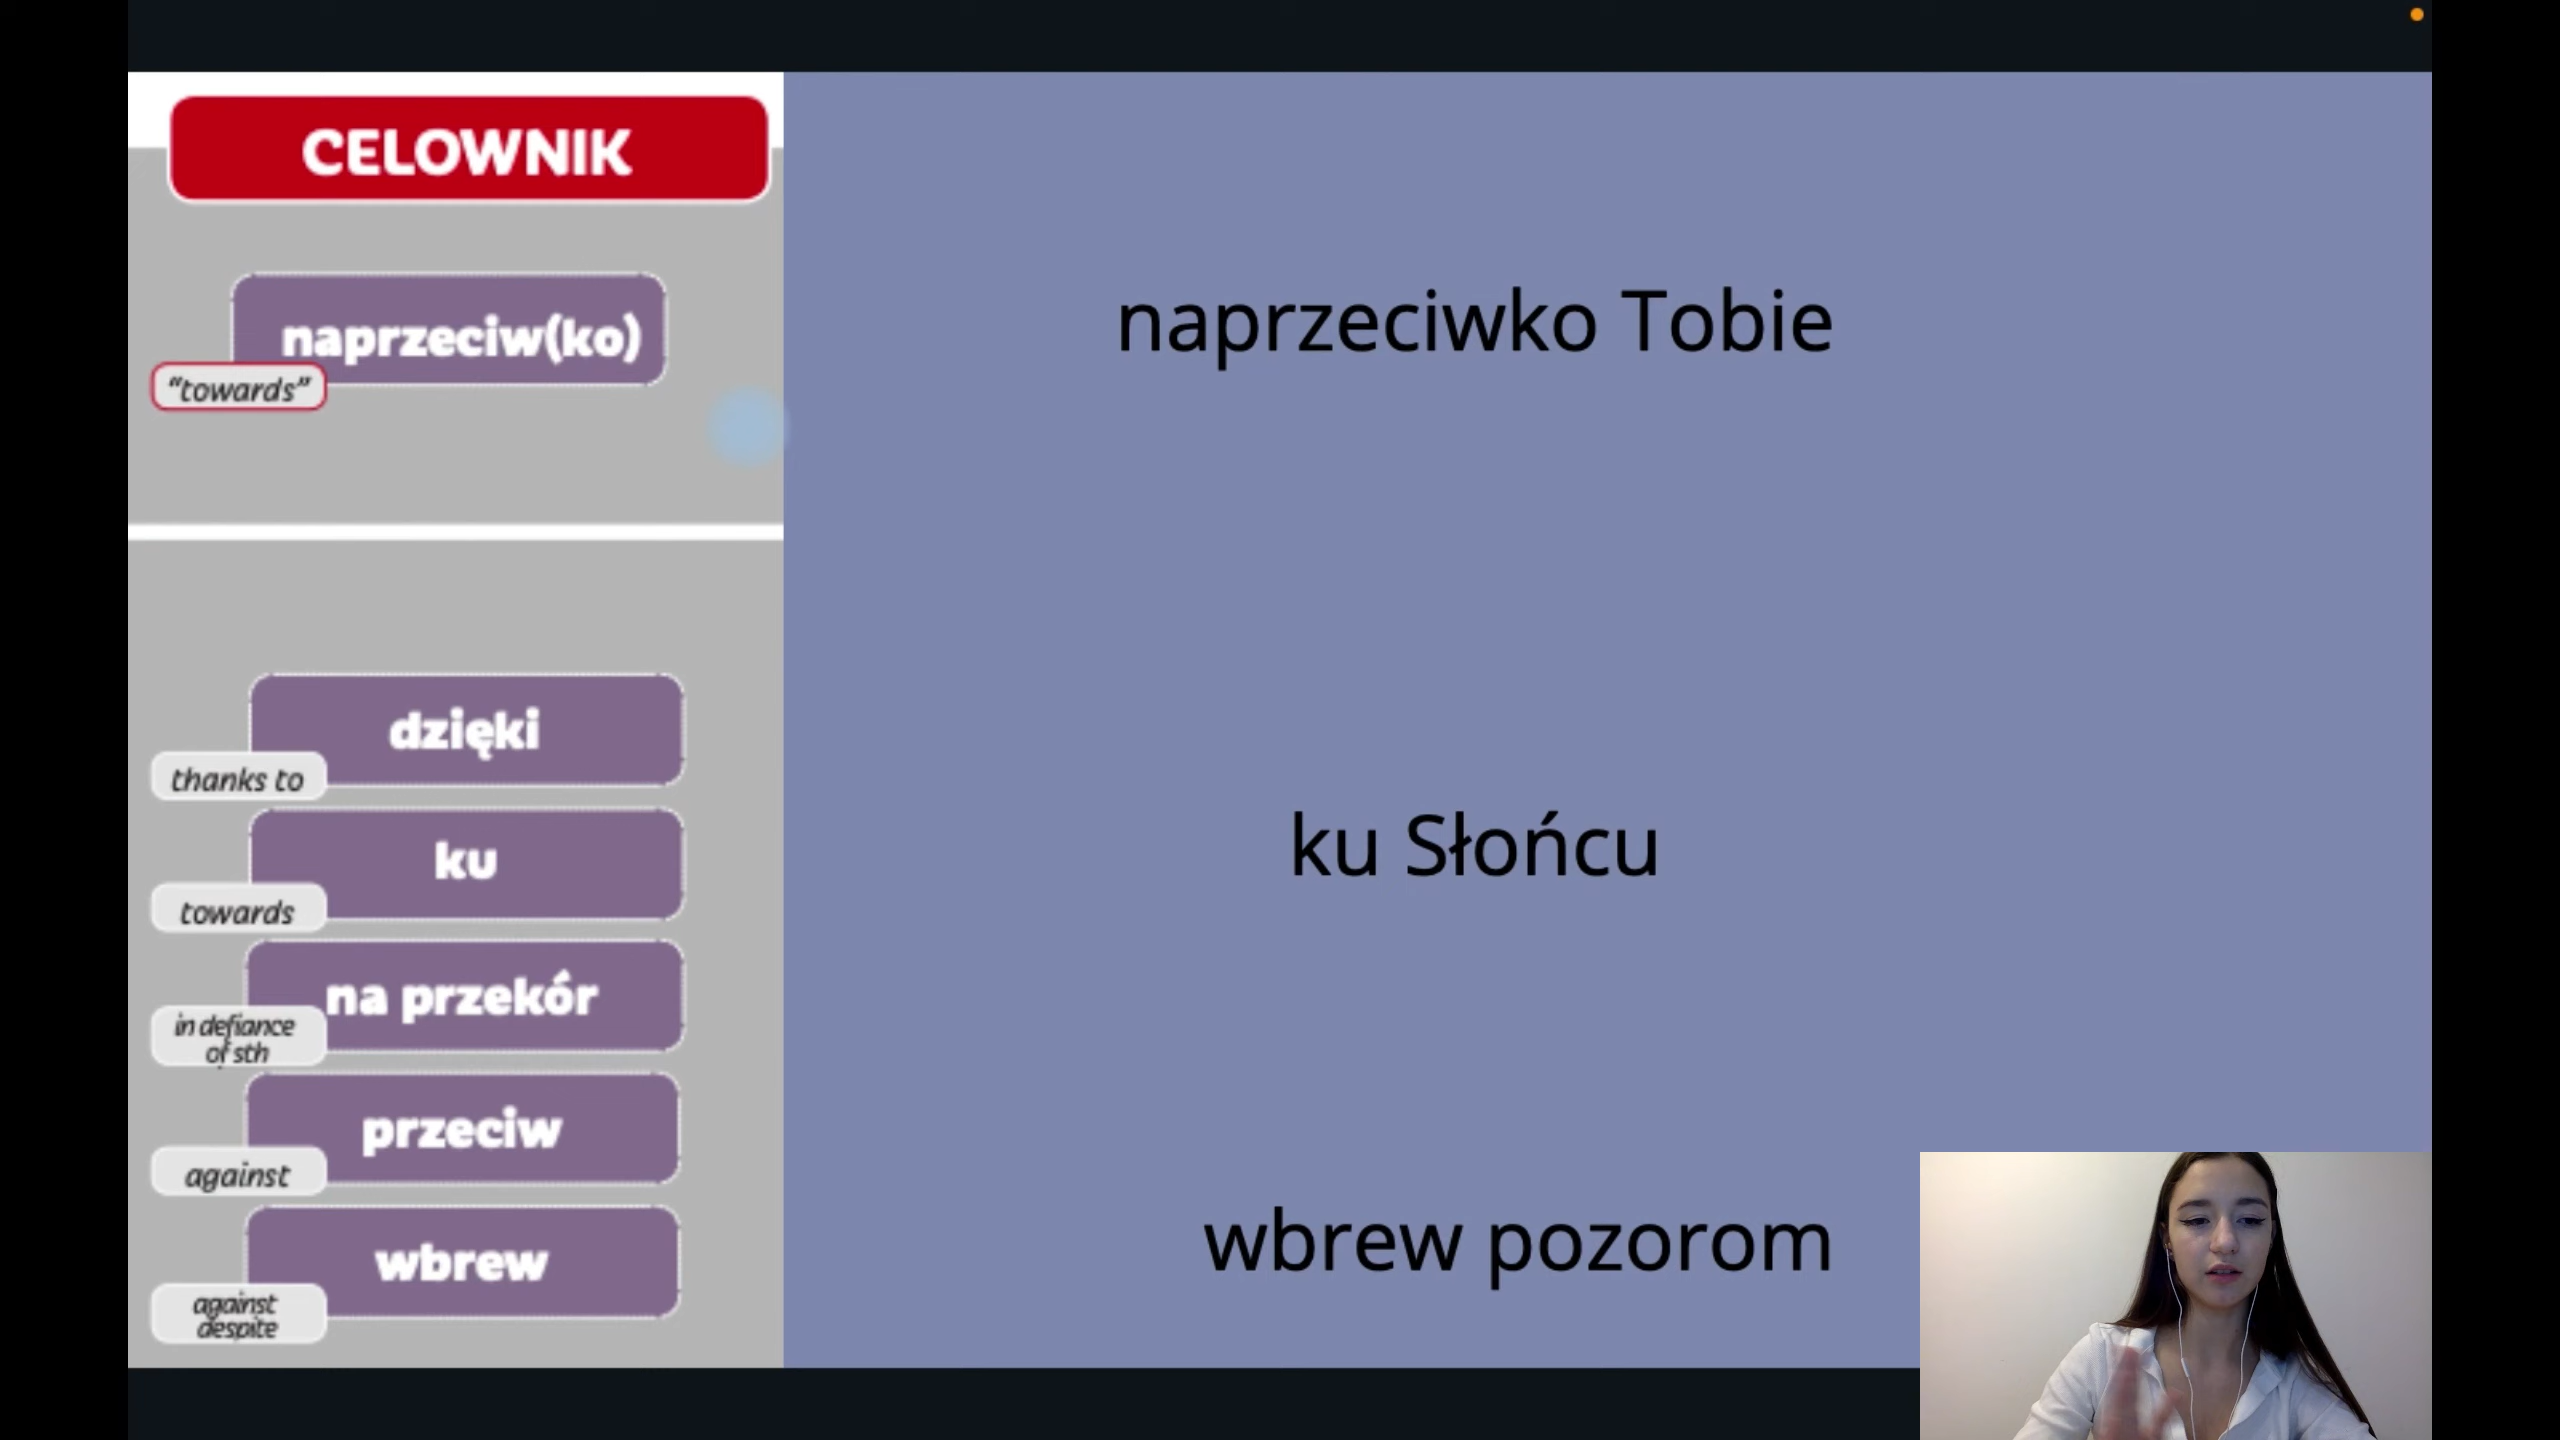 CELOWNIK
naprzeciw(ko)
"towards"
naprzeciwko Tobie
dzięki
thanks to
ku
towards
ku Słońcu
na przekór
in defiance
of sth
przeciw
against
wbrew
against
despite
wbrew pozorom